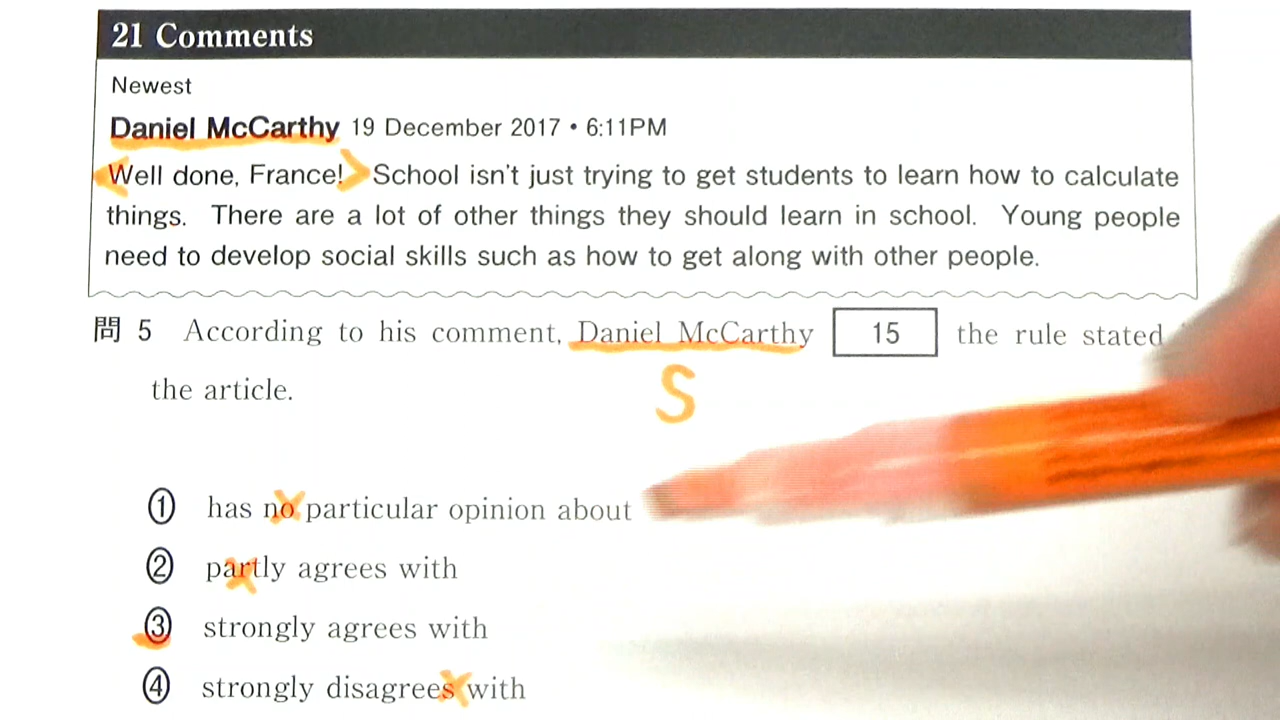 21 Comments
Newest
Daniel McCarthy 19 December 2017 • 6:11PM
Well done, France! School isn't just trying to get students to learn how to calculate
things. There are a lot of other things they should learn in school. Young people
need to develop social skills such as how to get along with other people.
問 5 According to his comment, Daniel McCarthy 15 the rule stated
the article.
S
① has no particular opinion about
② partly agrees with
③ strongly agrees with
④ strongly disagrees with